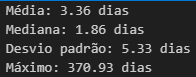 Média: 3.36 dias
Mediana: 1.86 dias
Desvio padrão: 5.33 dias
Máximo: 370.93 dias